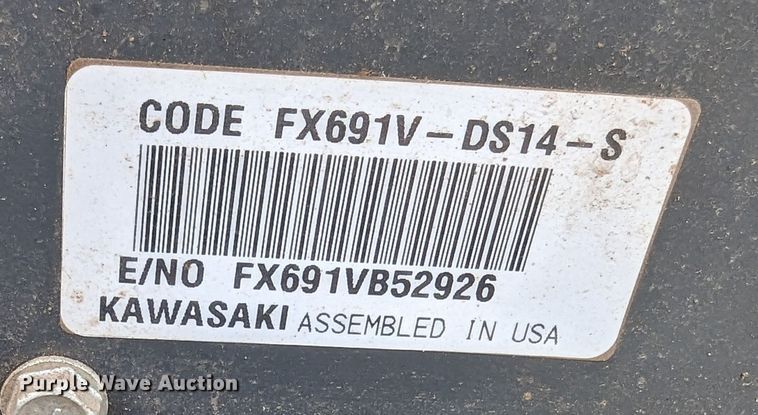 CODE FX691V-DS14-S
E/NO FX691VB52926
KAWASAKI ASSEMBLED IN USA
Purple Wave Auction